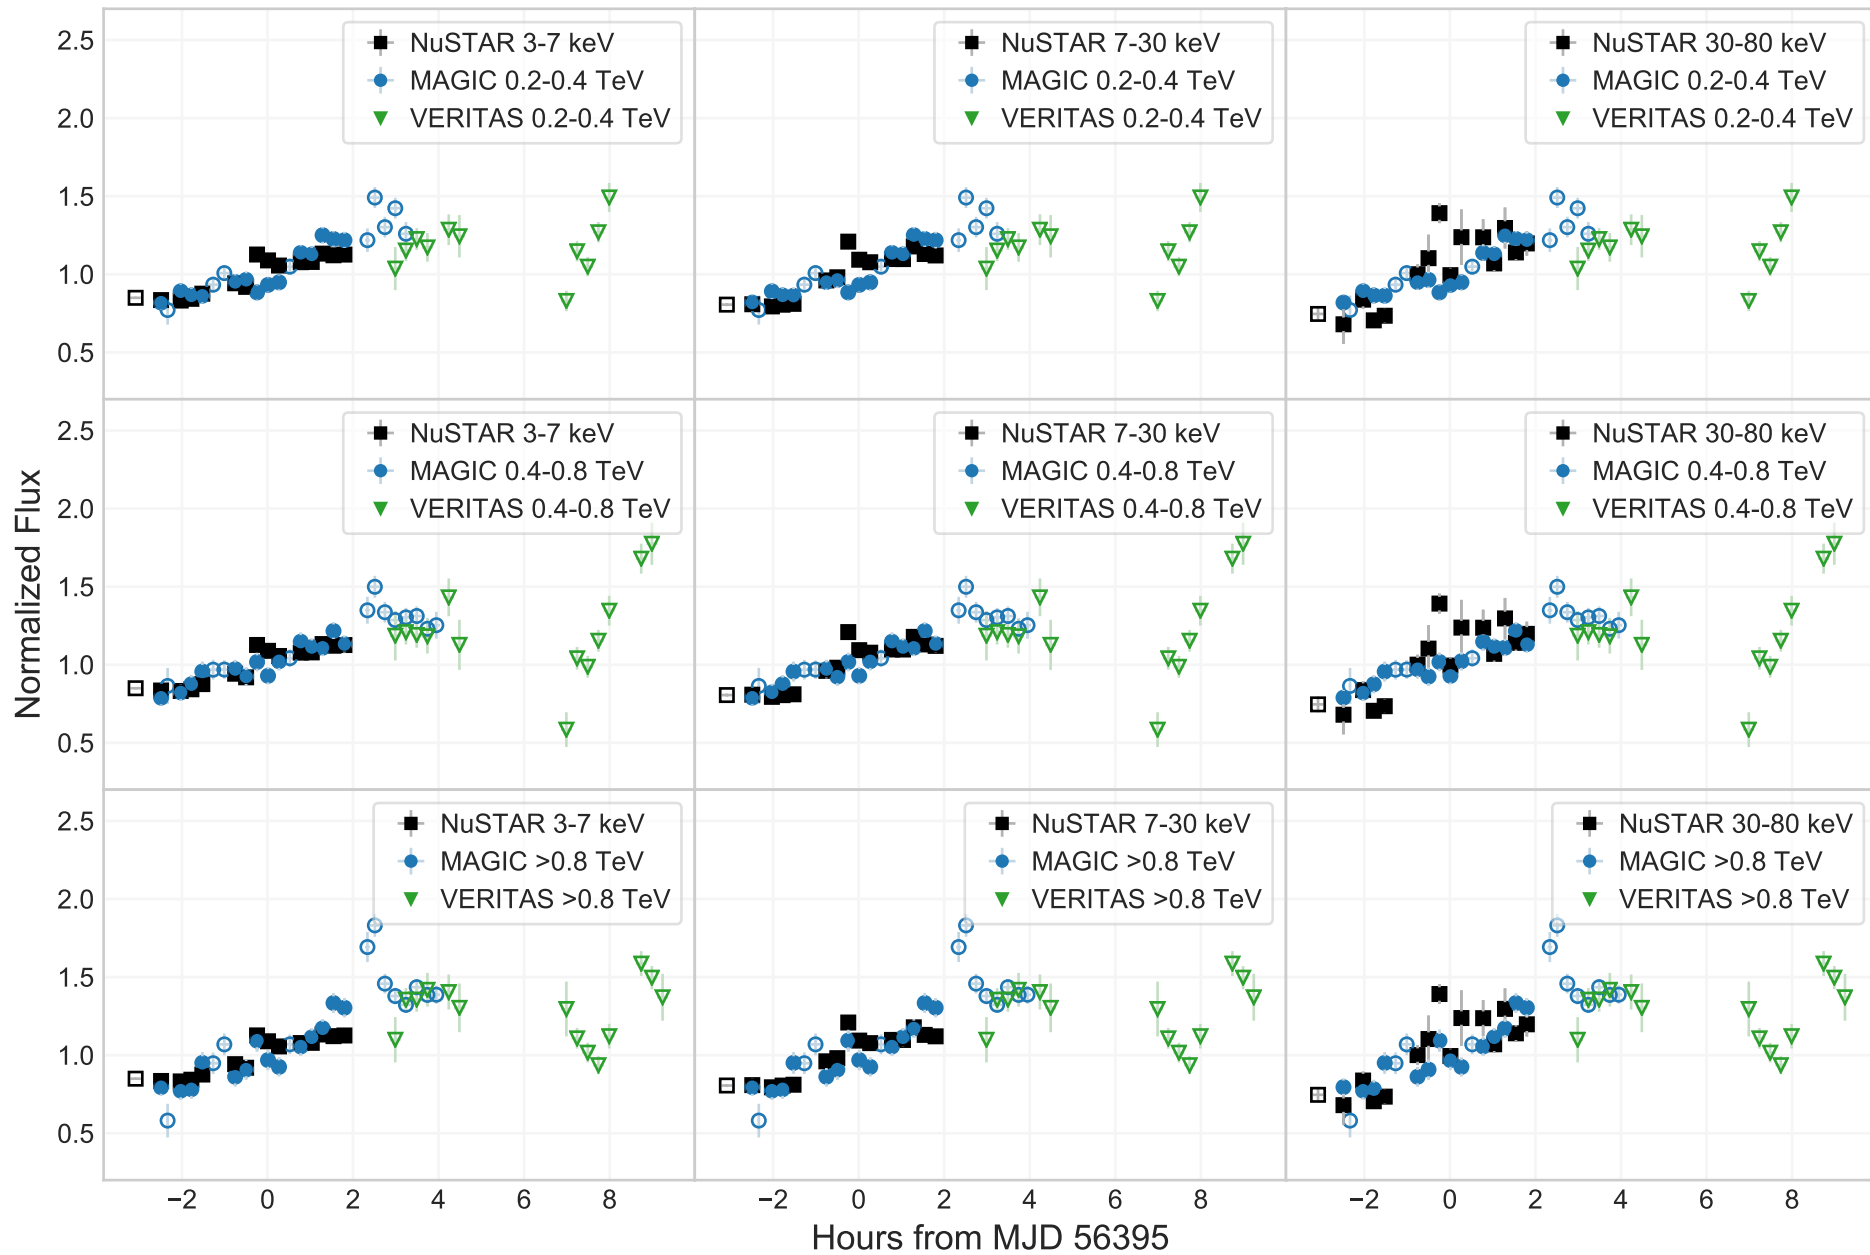 NuSTAR 3-7 keV
MAGIC 0.2-0.4 TeV
VERITAS 0.2-0.4 TeV
NuSTAR 7-30 keV
MAGIC 0.2-0.4 TeV
VERITAS 0.2-0.4 TeV
NuSTAR 30-80 keV
MAGIC 0.2-0.4 TeV
VERITAS 0.2-0.4 TeV
2.5
2.0
1.5
1.0
0.5
NuSTAR 3-7 keV
MAGIC 0.4-0.8 TeV
VERITAS 0.4-0.8 TeV
NuSTAR 7-30 keV
MAGIC 0.4-0.8 TeV
VERITAS 0.4-0.8 TeV
NuSTAR 30-80 keV
MAGIC 0.4-0.8 TeV
VERITAS 0.4-0.8 TeV
2.5
2.0
1.5
1.0
0.5
Normalized Flux
NuSTAR 3-7 keV
MAGIC >0.8 TeV
VERITAS >0.8 TeV
NuSTAR 7-30 keV
MAGIC >0.8 TeV
VERITAS >0.8 TeV
NuSTAR 30-80 keV
MAGIC >0.8 TeV
VERITAS >0.8 TeV
2.5
2.0
1.5
1.0
0.5
−2 0 2 4 6 8
−2 0 2 4 6 8
−2 0 2 4 6 8
Hours from MJD 56395